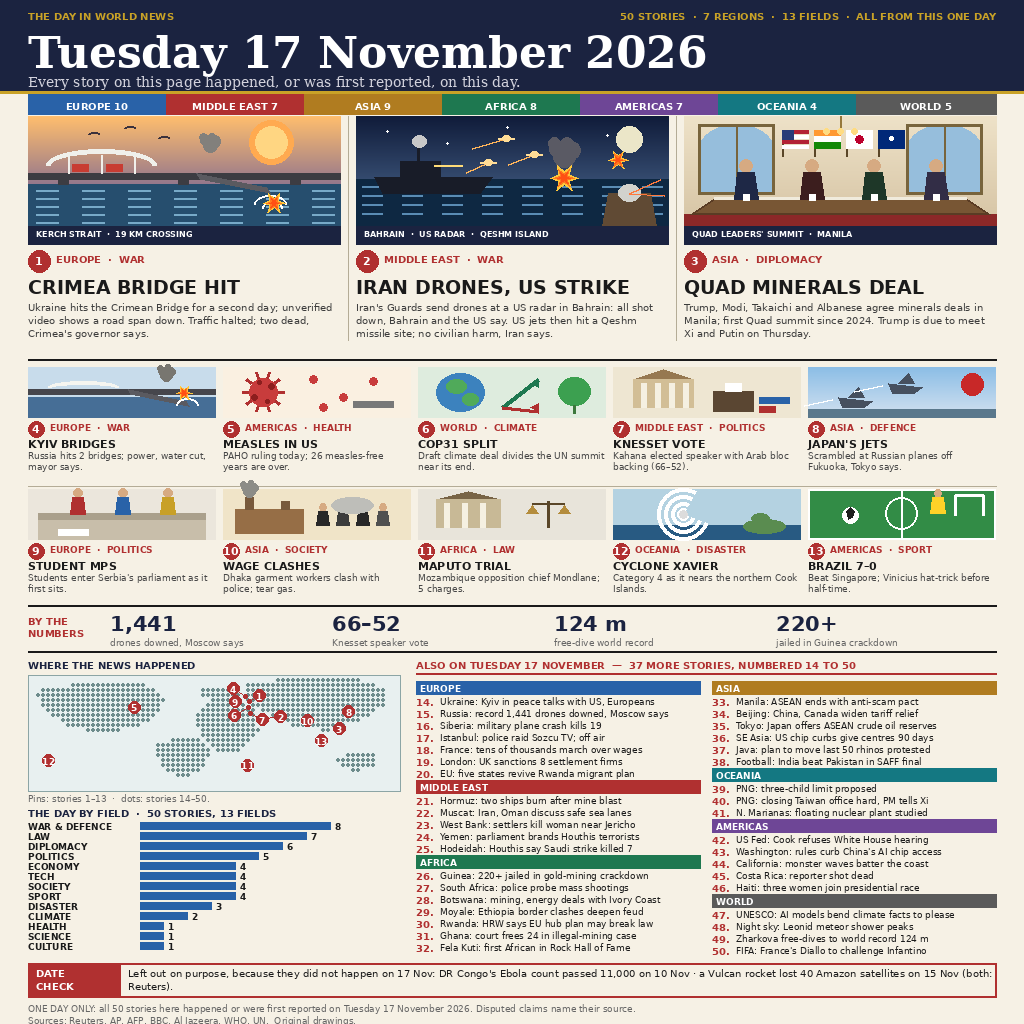 THE DAY IN WORLD NEWS
50 STORIES · 7 REGIONS · 13 FIELDS · ALL FROM THIS ONE DAY
Tuesday 17 November 2026
Every story on this page happened, or was first reported, on this day.
EUROPE 10
MIDDLE EAST 7
ASIA 9
AFRICA 8
AMERICAS 7
OCEANIA 4
WORLD 5
KERCH STRAIT · 19 KM CROSSING
1 EUROPE · WAR
CRIMEA BRIDGE HIT
Ukraine hits the Crimean Bridge for a second day; unverified
video shows a road span down. Traffic halted; two dead,
Crimea's governor says.
BAHRAIN · US RADAR · QESHM ISLAND
2 MIDDLE EAST · WAR
IRAN DRONES, US STRIKE
Iran's Guards send drones at a US radar in Bahrain: all shot
down, Bahrain and the US say. US jets then hit a Qeshm
missile site; no civilian harm, Iran says.
QUAD LEADERS' SUMMIT · MANILA
3 ASIA · DIPLOMACY
QUAD MINERALS DEAL
Trump, Modi, Takaichi and Albanese agree minerals deals in
Manila; first Quad summit since 2024. Trump is due to meet
Xi and Putin on Thursday.
4 EUROPE · WAR
KYIV BRIDGES
Russia hits 2 bridges; power, water cut,
mayor says.
5 AMERICAS · HEALTH
MEASLES IN US
PAHO ruling today; 26 measles-free
years are over.
6 WORLD · CLIMATE
COP31 SPLIT
Draft climate deal divides the UN summit
near its end.
7 MIDDLE EAST · POLITICS
KNESSET VOTE
Kahana elected speaker with Arab bloc
backing (66–52).
8 ASIA · DEFENCE
JAPAN'S JETS
Scrambled at Russian planes off
Fukuoka, Tokyo says.
9 EUROPE · POLITICS
STUDENT MPS
Students enter Serbia's parliament as it
first sits.
10 ASIA · SOCIETY
WAGE CLASHES
Dhaka garment workers clash with
police; tear gas.
11 AFRICA · LAW
MAPUTO TRIAL
Mozambique opposition chief Mondlane;
5 charges.
12 OCEANIA · DISASTER
CYCLONE XAVIER
Category 4 as it nears the northern Cook
Islands.
13 AMERICAS · SPORT
BRAZIL 7–0
Beat Singapore; Vinicius hat-trick before
half-time.
BY THE
NUMBERS
1,441
drones downed, Moscow says
66–52
Knesset speaker vote
124 m
free-dive world record
220+
jailed in Guinea crackdown
WHERE THE NEWS HAPPENED
4
1
9
5
6
7
2
10
8
3
13
12
11
Pins: stories 1–13 · dots: stories 14–50.
THE DAY BY FIELD · 50 STORIES, 13 FIELDS
WAR & DEFENCE 8
LAW 7
DIPLOMACY 6
POLITICS 5
ECONOMY 4
TECH 4
SOCIETY 4
SPORT 4
DISASTER 3
CLIMATE 2
HEALTH 1
SCIENCE 1
CULTURE 1
ALSO ON TUESDAY 17 NOVEMBER — 37 MORE STORIES, NUMBERED 14 TO 50
EUROPE
14. Ukraine: Kyiv in peace talks with US, Europeans
15. Russia: record 1,441 drones downed, Moscow says
16. Siberia: military plane crash kills 19
17. Istanbul: police raid Sozcu TV; off air
18. France: tens of thousands march over wages
19. London: UK sanctions 8 settlement firms
20. EU: five states revive Rwanda migrant plan
MIDDLE EAST
21. Hormuz: two ships burn after mine blast
22. Muscat: Iran, Oman discuss safe sea lanes
23. West Bank: settlers kill woman near Jericho
24. Yemen: parliament brands Houthis terrorists
25. Hodeidah: Houthis say Saudi strike killed 7
AFRICA
26. Guinea: 220+ jailed in gold-mining crackdown
27. South Africa: police probe mass shootings
28. Botswana: mining, energy deals with Ivory Coast
29. Moyale: Ethiopia border clashes deepen feud
30. Rwanda: HRW says EU hub plan may break law
31. Ghana: court frees 24 in illegal-mining case
32. Fela Kuti: first African in Rock Hall of Fame
ASIA
33. Manila: ASEAN ends with anti-scam pact
34. Beijing: China, Canada widen tariff relief
35. Tokyo: Japan offers ASEAN crude oil reserves
36. SE Asia: US chip curbs give centres 90 days
37. Java: plan to move last 50 rhinos protested
38. Football: India beat Pakistan in SAFF final
OCEANIA
39. PNG: three-child limit proposed
40. PNG: closing Taiwan office hard, PM tells Xi
41. N. Marianas: floating nuclear plant studied
AMERICAS
42. US Fed: Cook refuses White House hearing
43. Washington: rules curb China's AI chip access
44. California: monster waves batter the coast
45. Costa Rica: reporter shot dead
46. Haiti: three women join presidential race
WORLD
47. UNESCO: AI models bend climate facts to please
48. Night sky: Leonid meteor shower peaks
49. Zharkova free-dives to world record 124 m
50. FIFA: France's Diallo to challenge Infantino
DATE
CHECK
Left out on purpose, because they did not happen on 17 Nov: DR Congo's Ebola count passed 11,000 on 10 Nov · a Vulcan rocket lost 40 Amazon satellites on 15 Nov (both:
Reuters).
ONE DAY ONLY: all 50 stories here happened or were first reported on Tuesday 17 November 2026. Disputed claims name their source.
Sources: Reuters, AP, AFP, BBC, Al Jazeera, WHO, UN. Original drawings.